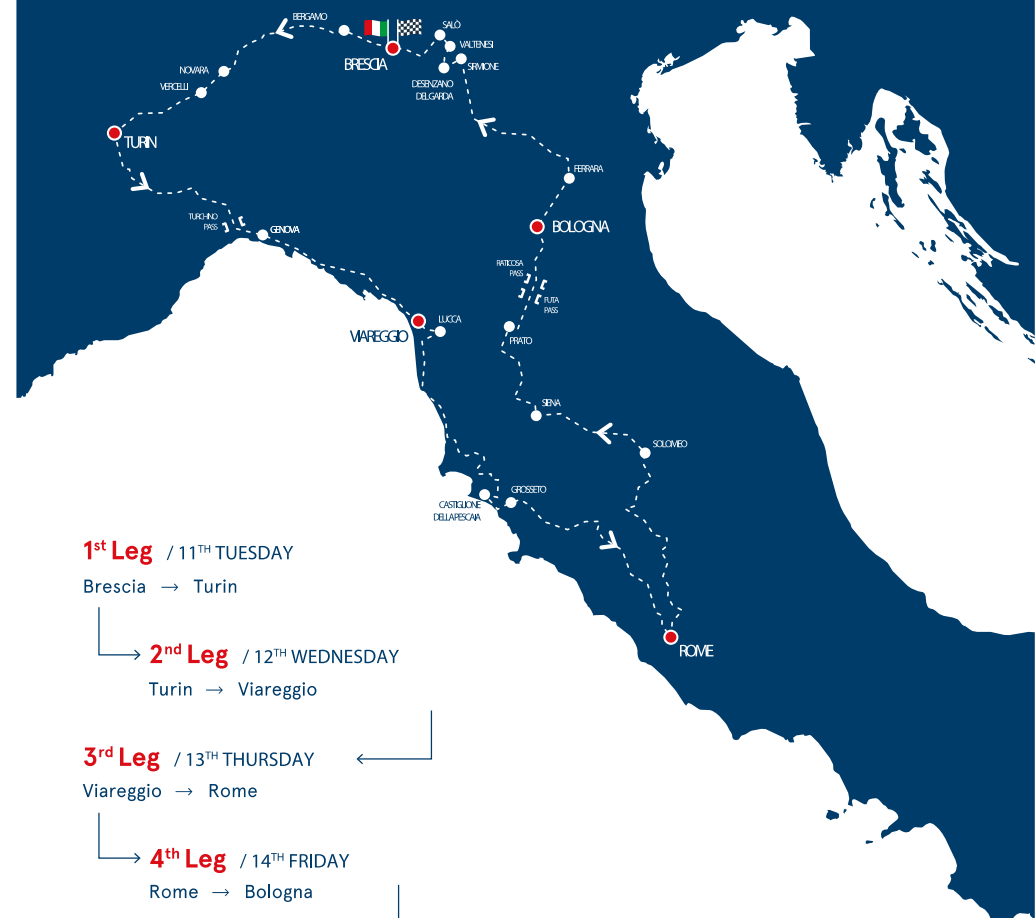 BERGAMO
SALÒ
VALTENESI
BRESCIA
SIRMIONE
NOVARA
DESENZANO
DEL GARDA
VERCELLI
TURIN
FERRARA
TURCHINO
PASS
GENOVA
BOLOGNA
RATICOSA
PASS
FUTA
PASS
LUCCA
VIAREGGIO
PRATO
SIENA
SOLOMEO
GROSSETO
CASTIGLIONE
DELLA PESCAIA
ROME
1st Leg / 11TH TUESDAY
Brescia → Turin
2nd Leg / 12TH WEDNESDAY
Turin → Viareggio
3rd Leg / 13TH THURSDAY
Viareggio → Rome
4th Leg / 14TH FRIDAY
Rome → Bologna